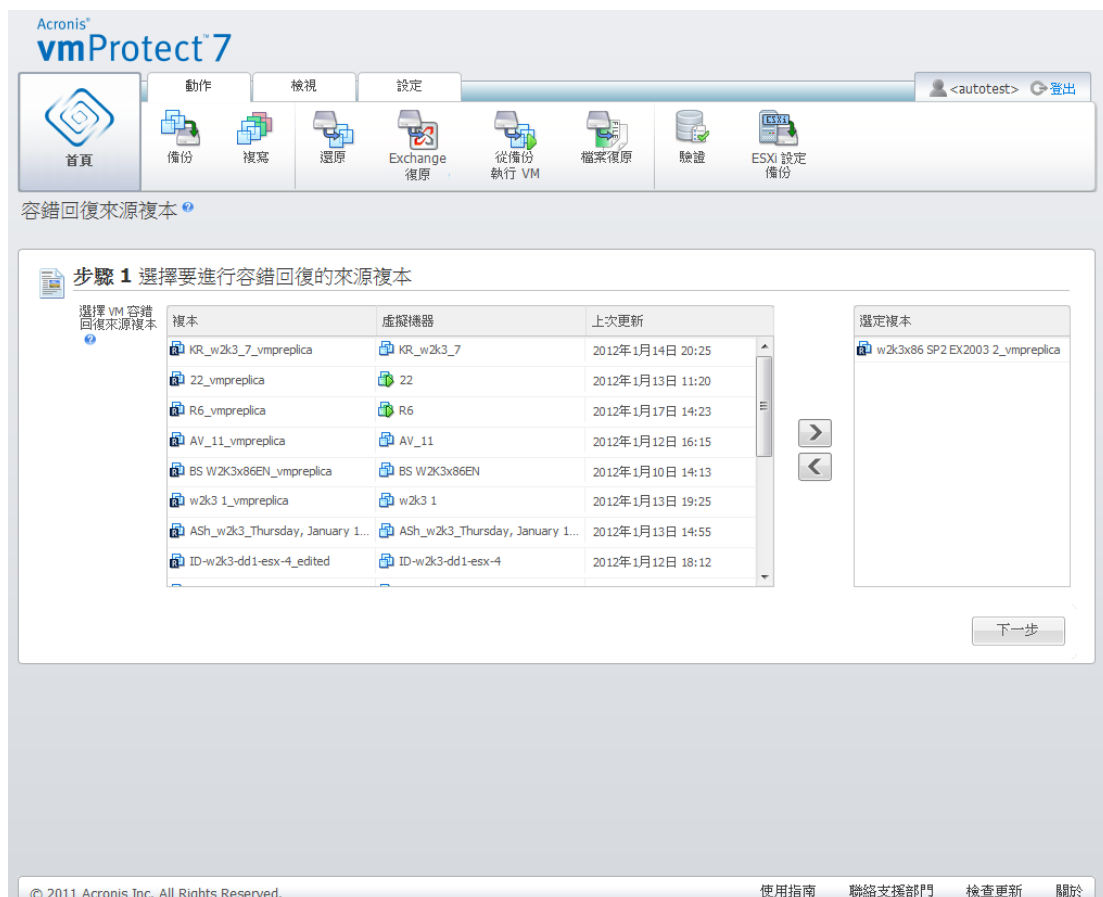 Acronis®
vmProtect™ 7
動作 檢視 設定
<autotest> 登出
首頁
備份
複寫
還原
Exchange
復原
從備份
執行 VM
檔案復原
驗證
ESXi 設定
備份
容錯回復來源複本
步驟 1 選擇要進行容錯回復的來源複本
選擇 VM 容錯
回復來源複本
複本 虛擬機器 上次更新
KR_w2k3_7_vmpreplica KR_w2k3_7 2012年1月14日 20:25
22_vmpreplica 22 2012年1月13日 11:20
R6_vmpreplica R6 2012年1月17日 14:23
AV_11_vmpreplica AV_11 2012年1月12日 16:15
BS W2K3x86EN_vmpreplica BS W2K3x86EN 2012年1月10日 14:13
w2k3 1_vmpreplica w2k3 1 2012年1月13日 19:25
ASh_w2k3_Thursday, January 1... ASh_w2k3_Thursday, January 1... 2012年1月13日 14:55
ID-w2k3-dd1-esx-4_edited ID-w2k3-dd1-esx-4 2012年1月12日 18:12
選定複本
w2k3x86 SP2 EX2003 2_vmpreplica
下一步
© 2011 Acronis Inc. All Rights Reserved.
使用指南 聯絡支援部門 檢查更新 關於